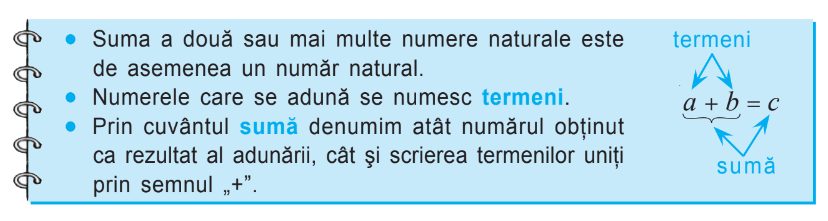 • Suma a două sau mai multe numere naturale este
de asemenea un număr natural.
• Numerele care se adună se numesc termeni.
• Prin cuvântul sumă denumim atât numărul obținut
ca rezultat al adunării, cât şi scrierea termenilor uniți
prin semnul „+”.
termeni
a + b = c
sumă